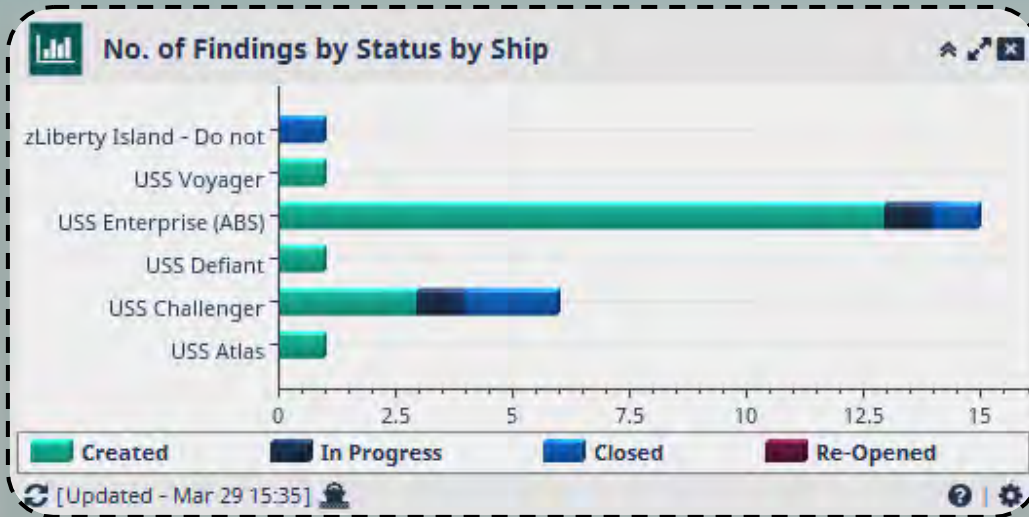 No. of Findings by Status by Ship
zLiberty Island - Do not
USS Voyager
USS Enterprise (ABS)
USS Defiant
USS Challenger
USS Atlas
0 2.5 5 7.5 10 12.5 15
Created In Progress Closed Re-Opened
[Updated - Mar 29 15:35]